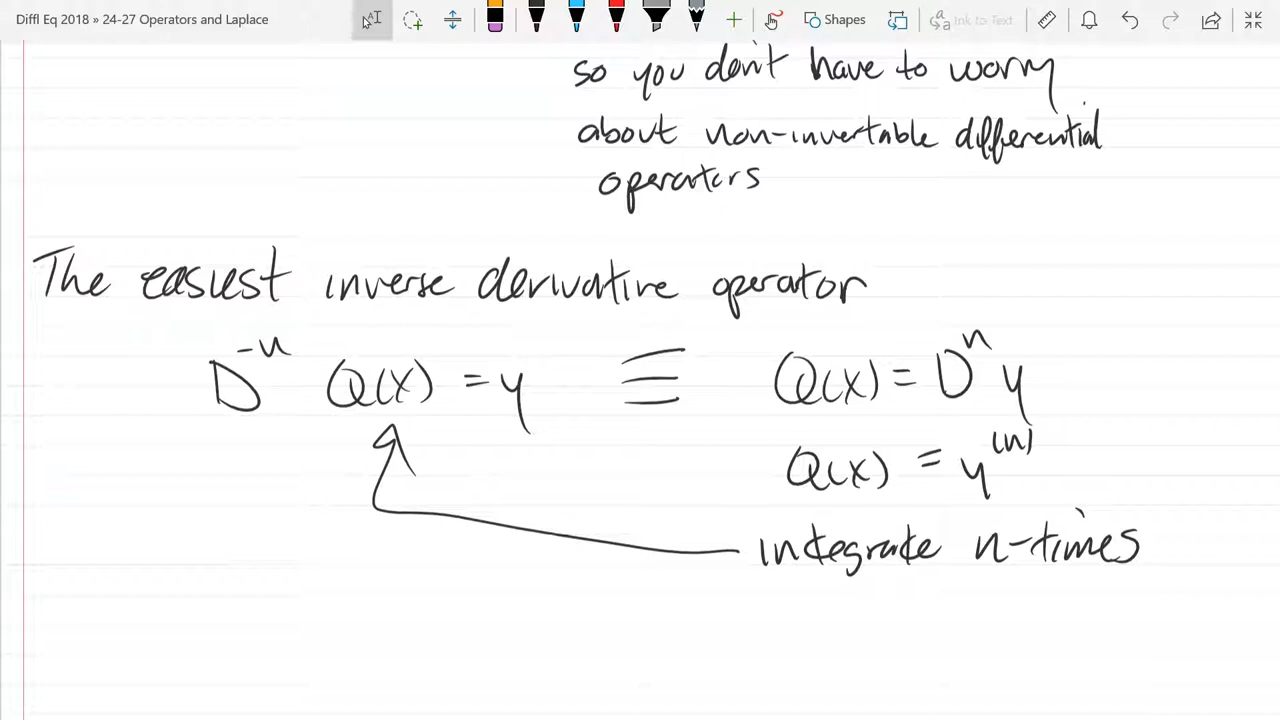 Diffl Eq 2018 » 24-27 Operators and Laplace
Shapes
Ink to Text
so you don't have to worry
about non-invertable differential
operators
The easiest inverse derivative operator
D^{-n} Q(x) = y ≡ Q(x) = D^n y
Q(x) = y^{(n)}
integrate n-times